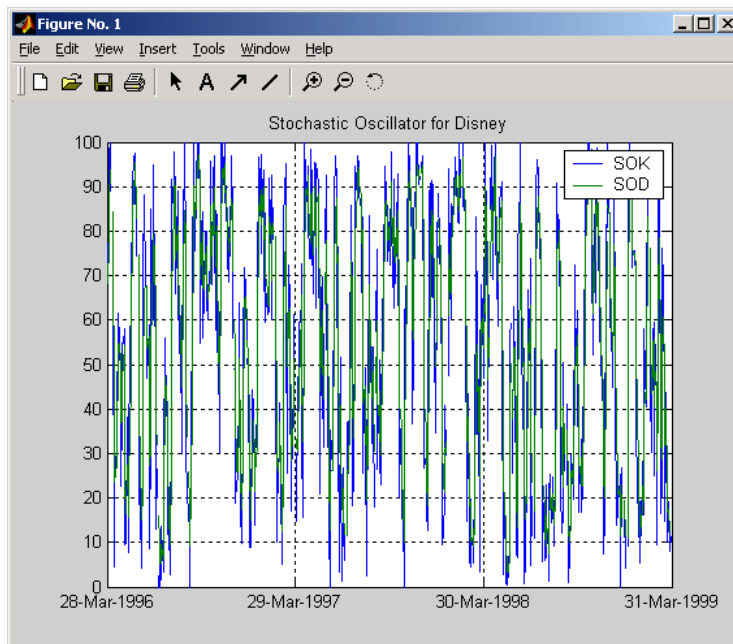 Figure No. 1
File Edit View Insert Tools Window Help
A
Stochastic Oscillator for Disney
100
90
80
70
60
50
40
30
20
10
0
SOK
SOD
28-Mar-1996 29-Mar-1997 30-Mar-1998 31-Mar-1999